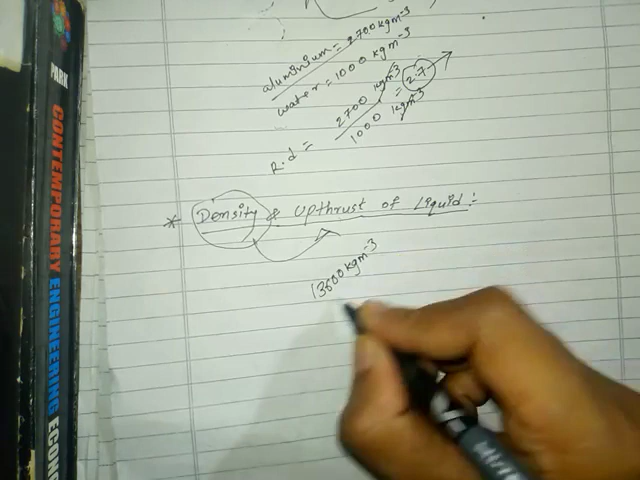 aluminium = 2700 kgm-3
water = 1000 kgm-3
R.d = 2700 kgm-3 / 1000 kgm-3 = 2.7
* Density & Upthrust of Liquid :-
13600 kgm-3
PARK
CONTEMPORARY ENGINEERING ECONO